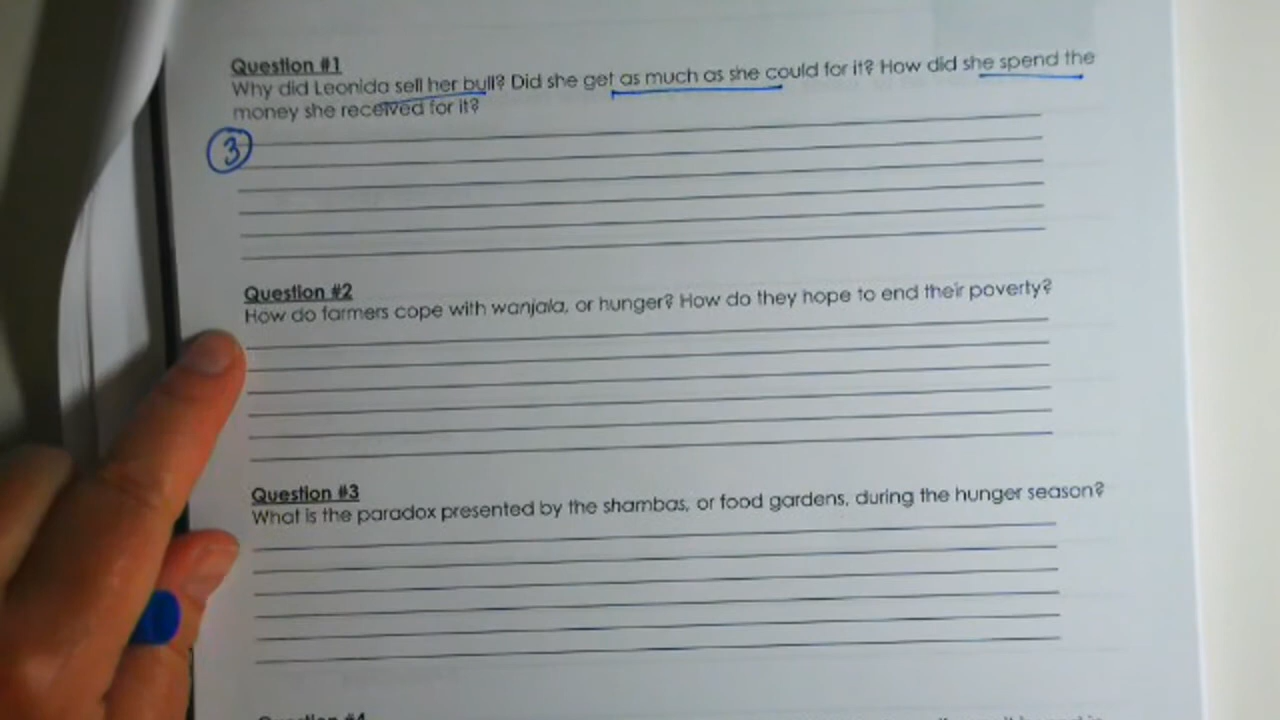 Question #1
Why did Leonida sell her bull? Did she get as much as she could for it? How did she spend the
money she received for it?
3
Question #2
How do farmers cope with wanjala, or hunger? How do they hope to end their poverty?
Question #3
What is the paradox presented by the shambas, or food gardens, during the hunger season?
Question #4